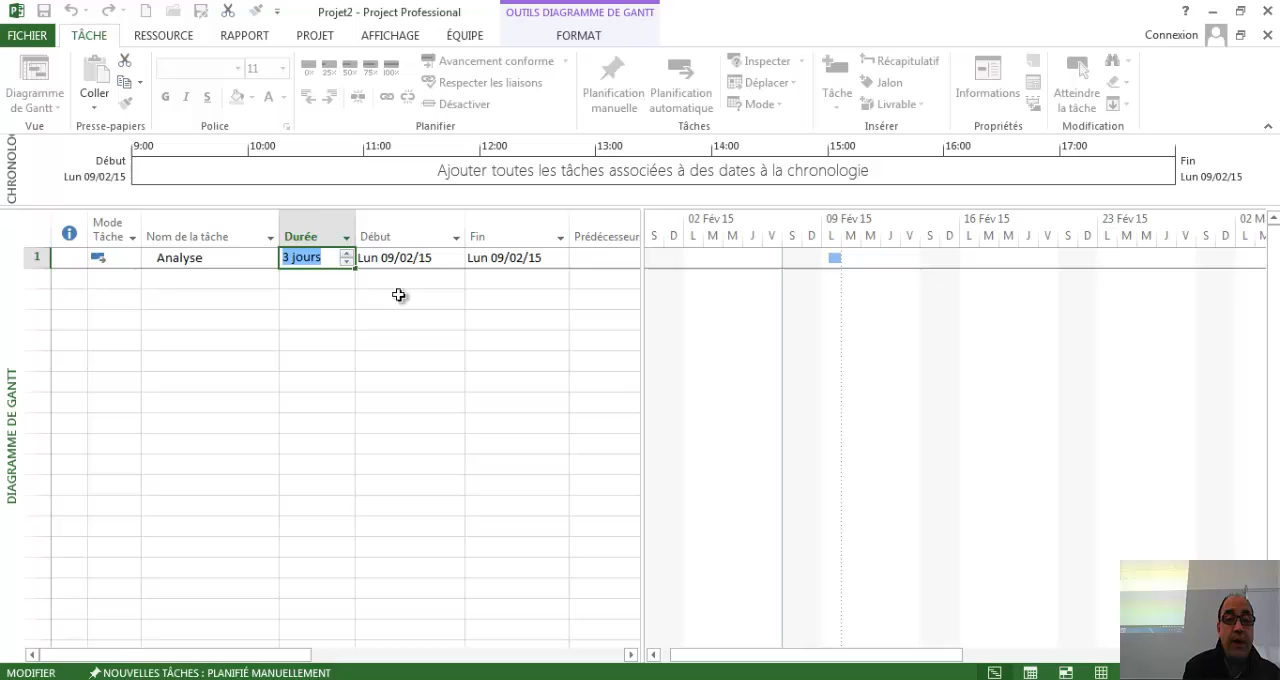 Projet2 - Project Professional
OUTILS DIAGRAMME DE GANTT
?
FICHIER TÂCHE RESSOURCE RAPPORT PROJET AFFICHAGE ÉQUIPE FORMAT Connexion
Diagramme de Gantt
Vue
Coller
Presse-papiers
11
G I S A
Police
0% 25% 50% 75% 100%
Avancement conforme
Respecter les liaisons
Désactiver
Planifier
Planification manuelle
Planification automatique
Inspecter
Déplacer
Mode
Tâches
Tâche
Récapitulatif
Jalon
Livrable
Insérer
Informations
Propriétés
Atteindre la tâche
Modification
CHRONOLOG
9:00 10:00 11:00 12:00 13:00 14:00 15:00 16:00 17:00
Début
Lun 09/02/15
Ajouter toutes les tâches associées à des dates à la chronologie
Fin
Lun 09/02/15
Mode Tâche
Nom de la tâche
Durée
Début
Fin
Prédécesseur
02 Fév 15 09 Fév 15 16 Fév 15 23 Fév 15 02 M
S D L M M J V S D L M M J V S D L M M J V S D L M M J V S D L M
1 Analyse 3 jours Lun 09/02/15 Lun 09/02/15
DIAGRAMME DE GANTT
MODIFIER
NOUVELLES TÂCHES : PLANIFIÉ MANUELLEMENT